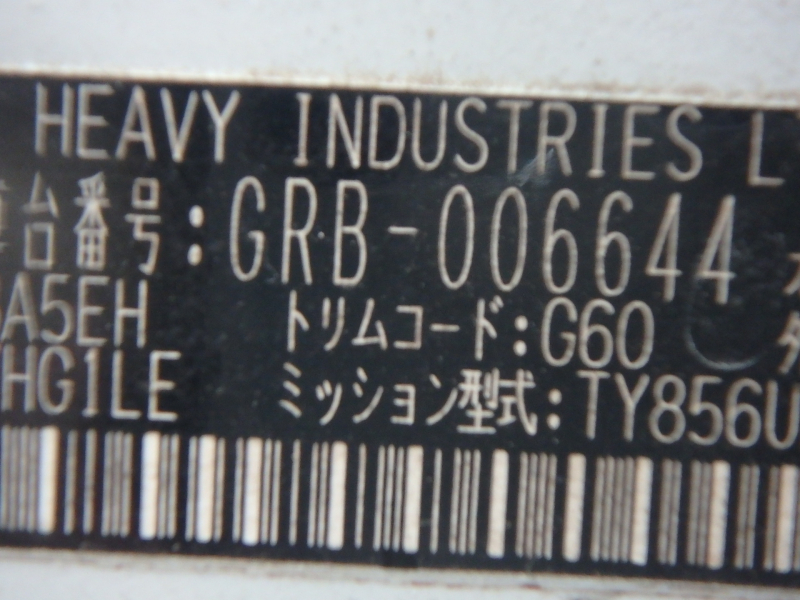 HEAVY INDUSTRIES L
台番号:GRB-006644
A5EH トリムコード:G60
HG1LE ミッション型式:TY856U